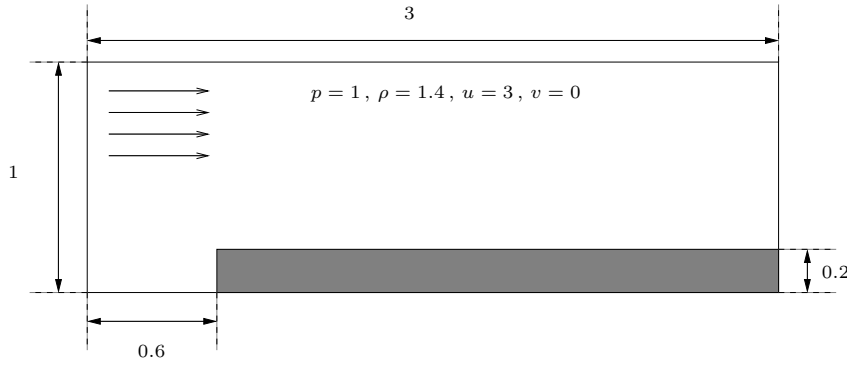 3
p = 1 , ρ = 1.4 , u = 3 , v = 0
1
0.2
0.6